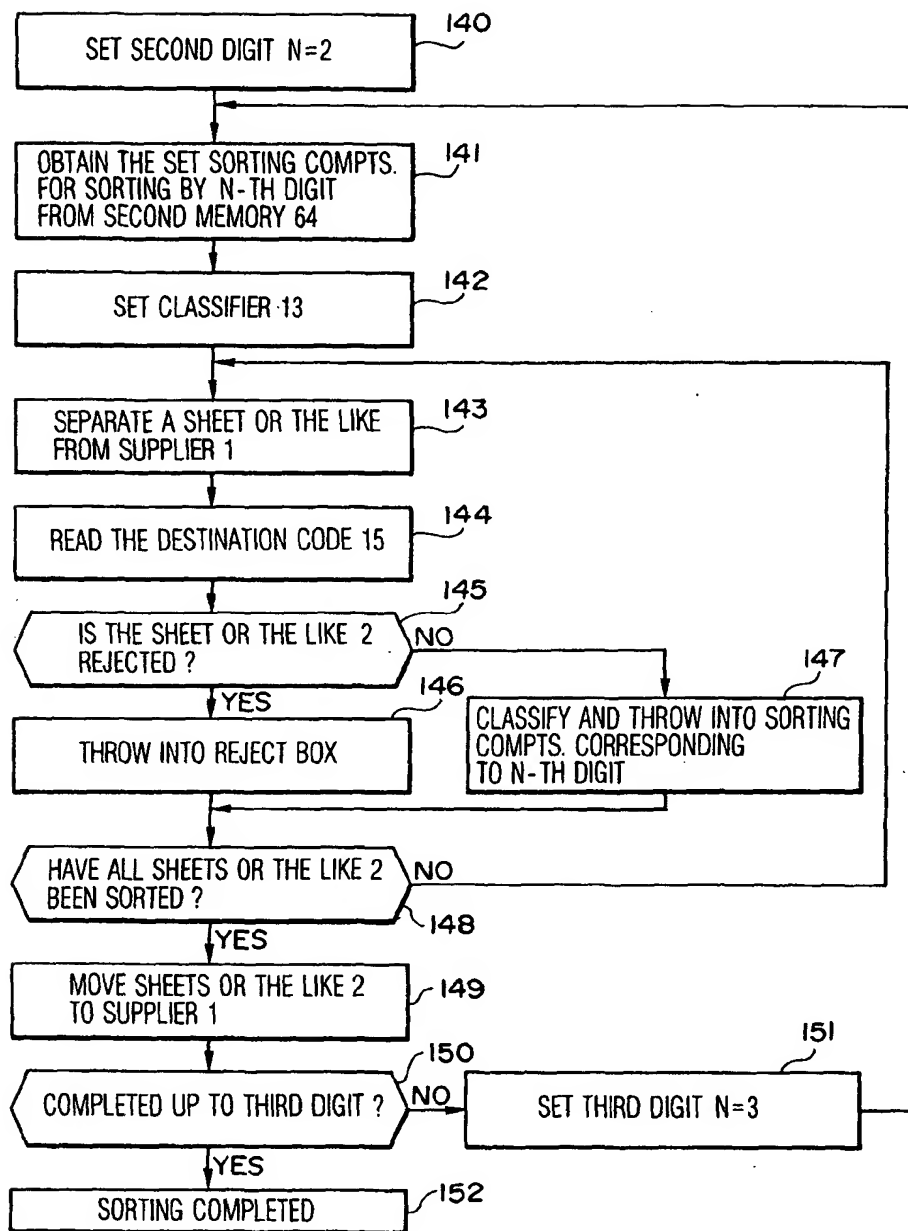 140
SET SECOND DIGIT N=2
141
OBTAIN THE SET SORTING COMPTS.
FOR SORTING BY N-TH DIGIT
FROM SECOND MEMORY 64
142
SET CLASSIFIER 13
143
SEPARATE A SHEET OR THE LIKE
FROM SUPPLIER 1
144
READ THE DESTINATION CODE 15
145
IS THE SHEET OR THE LIKE 2
REJECTED ?
NO
YES
146
THROW INTO REJECT BOX
147
CLASSIFY AND THROW INTO SORTING
COMPTS. CORRESPONDING
TO N-TH DIGIT
HAVE ALL SHEETS OR THE LIKE 2
BEEN SORTED ?
NO
148
YES
MOVE SHEETS OR THE LIKE 2
TO SUPPLIER 1
149
150
COMPLETED UP TO THIRD DIGIT ?
NO
151
SET THIRD DIGIT N=3
YES
SORTING COMPLETED
152